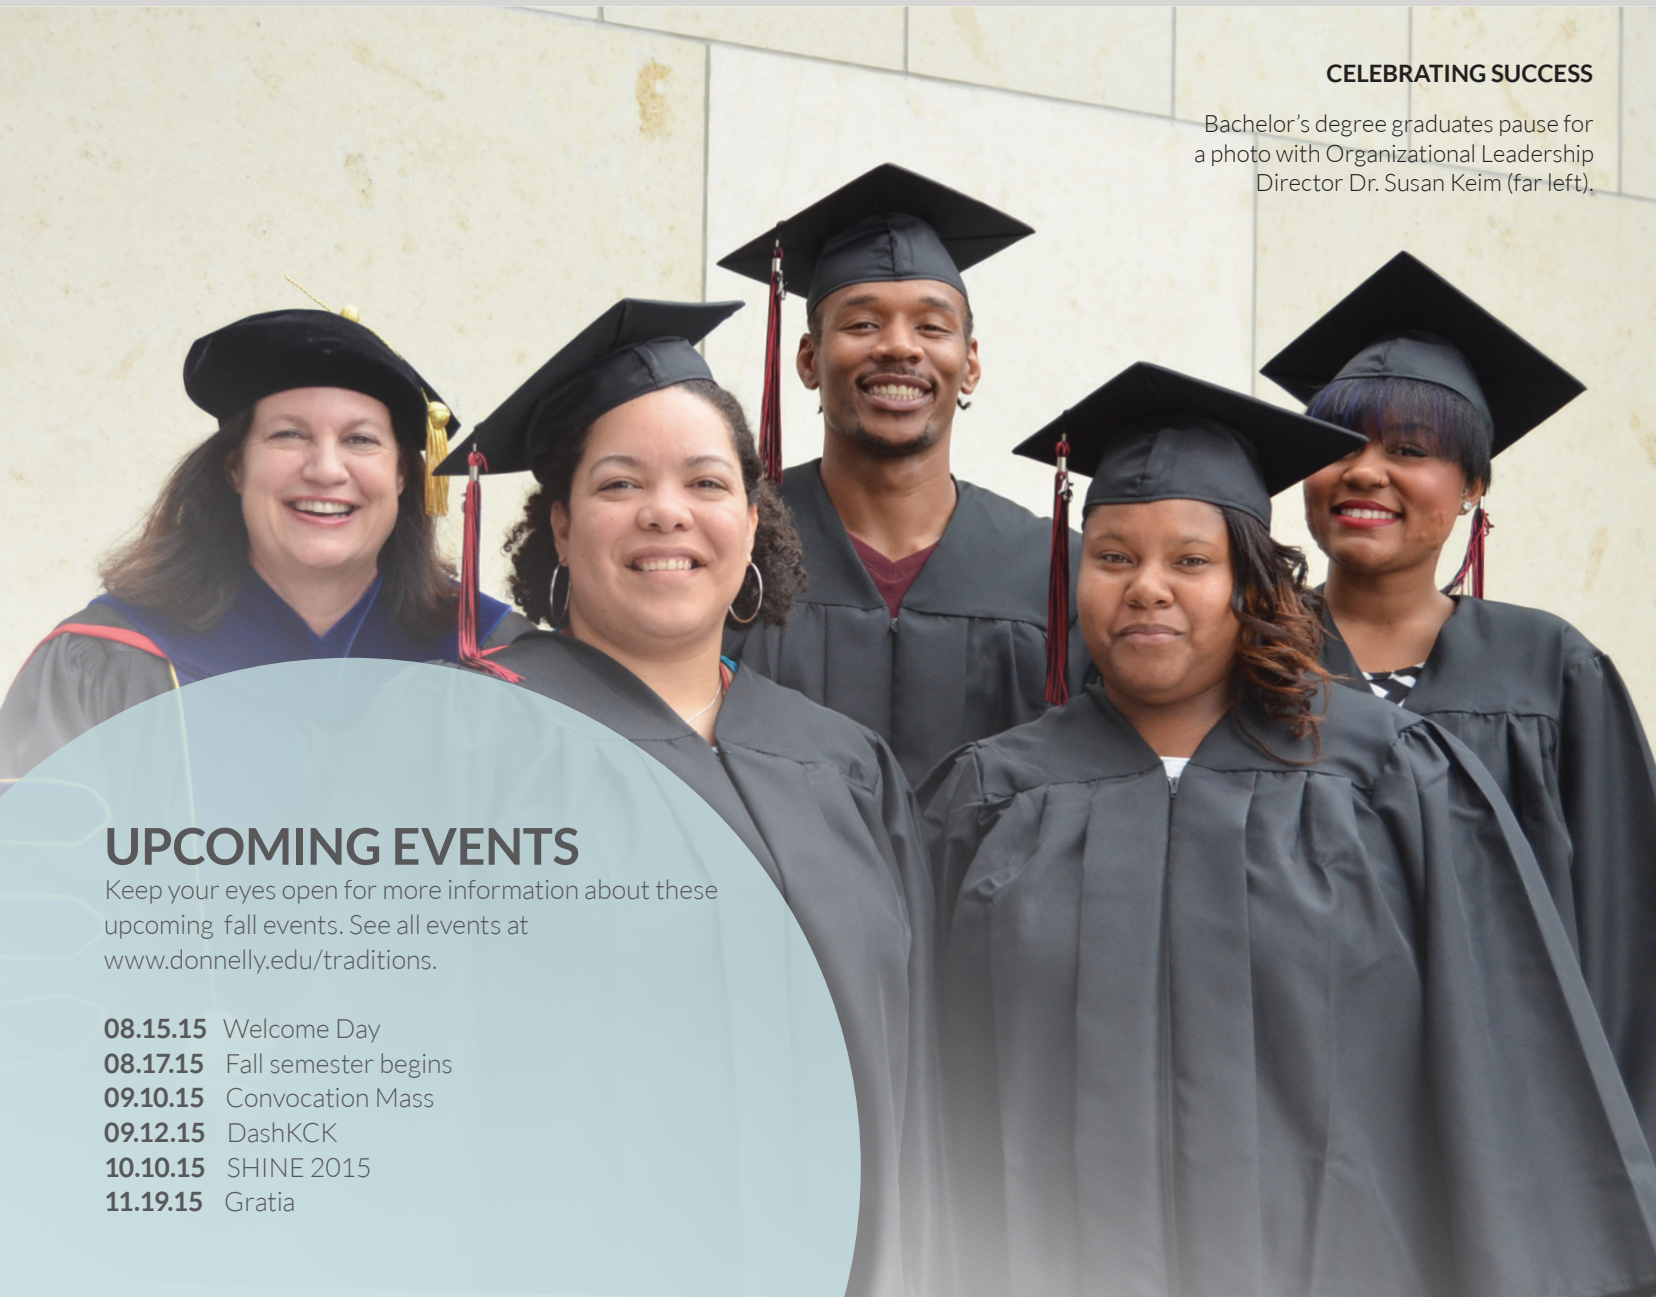 CELEBRATING SUCCESS
Bachelor's degree graduates pause for
a photo with Organizational Leadership
Director Dr. Susan Keim (far left).
UPCOMING EVENTS
Keep your eyes open for more information about these
upcoming fall events. See all events at
www.donnelly.edu/traditions.
08.15.15 Welcome Day
08.17.15 Fall semester begins
09.10.15 Convocation Mass
09.12.15 DashKCK
10.10.15 SHINE 2015
11.19.15 Gratia